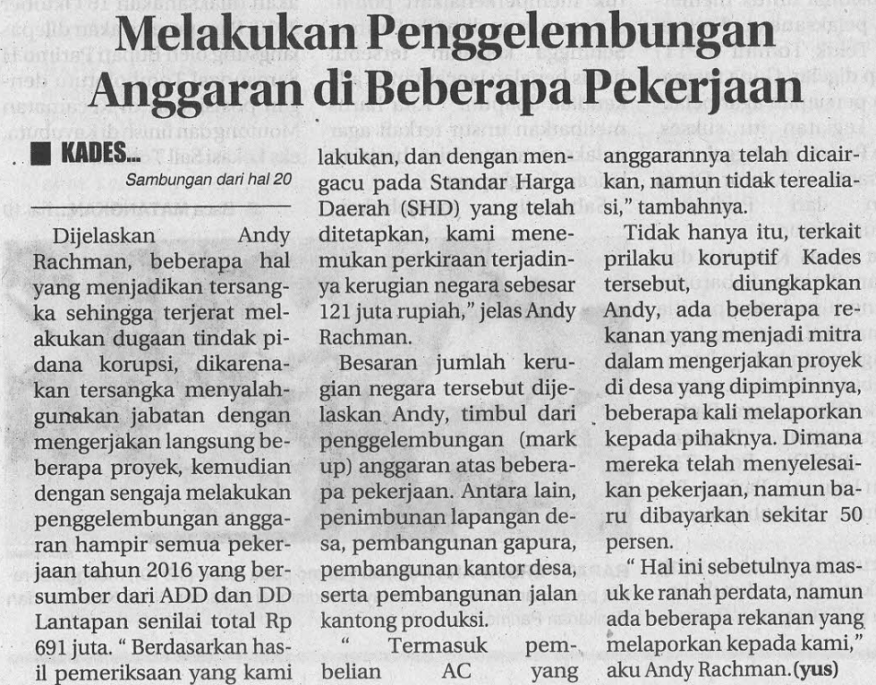 Melakukan Penggelembungan
Anggaran di Beberapa Pekerjaan
KADES...
Sambungan dari hal 20
Dijelaskan Andy
Rachman, beberapa hal
yang menjadikan tersang-
ka sehingga terjerat mel-
akukan dugaan tindak pi-
dana korupsi, dikarena-
kan tersangka menyalah-
gunakan jabatan dengan
mengerjakan langsung be-
berapa proyek, kemudian
dengan sengaja melakukan
penggelembungan angga-
ran hampir semua peker-
jaan tahun 2016 yang ber-
sumber dari ADD dan DD
Lantapan senilai total Rp
691 juta. “ Berdasarkan has-
il pemeriksaan yang kami
lakukan, dan dengan men-
gacu pada Standar Harga
Daerah (SHD) yang telah
ditetapkan, kami mene-
mukan perkiraan terjadin-
ya kerugian negara sebesar
121 juta rupiah,” jelas Andy
Rachman.
Besaran jumlah keru-
gian negara tersebut dije-
laskan Andy, timbul dari
penggelembungan (mark
up) anggaran atas bebera-
pa pekerjaan. Antara lain,
penimbunan lapangan de-
sa, pembangunan gapura,
pembangunan kantor desa,
serta pembangunan jalan
kantong produksi.
“ Termasuk pem-
belian AC yang
anggarannya telah dicair-
kan, namun tidak terealia-
si,” tambahnya.
Tidak hanya itu, terkait
prilaku koruptif Kades
tersebut, diungkapkan
Andy, ada beberapa re-
kanan yang menjadi mitra
dalam mengerjakan proyek
di desa yang dipimpinnya,
beberapa kali melaporkan
kepada pihaknya. Dimana
mereka telah menyelesai-
kan pekerjaan, namun ba-
ru dibayarkan sekitar 50
persen.
“ Hal ini sebetulnya mas-
uk ke ranah perdata, namun
ada beberapa rekanan yang
melaporkan kepada kami,”
aku Andy Rachman.(yus)